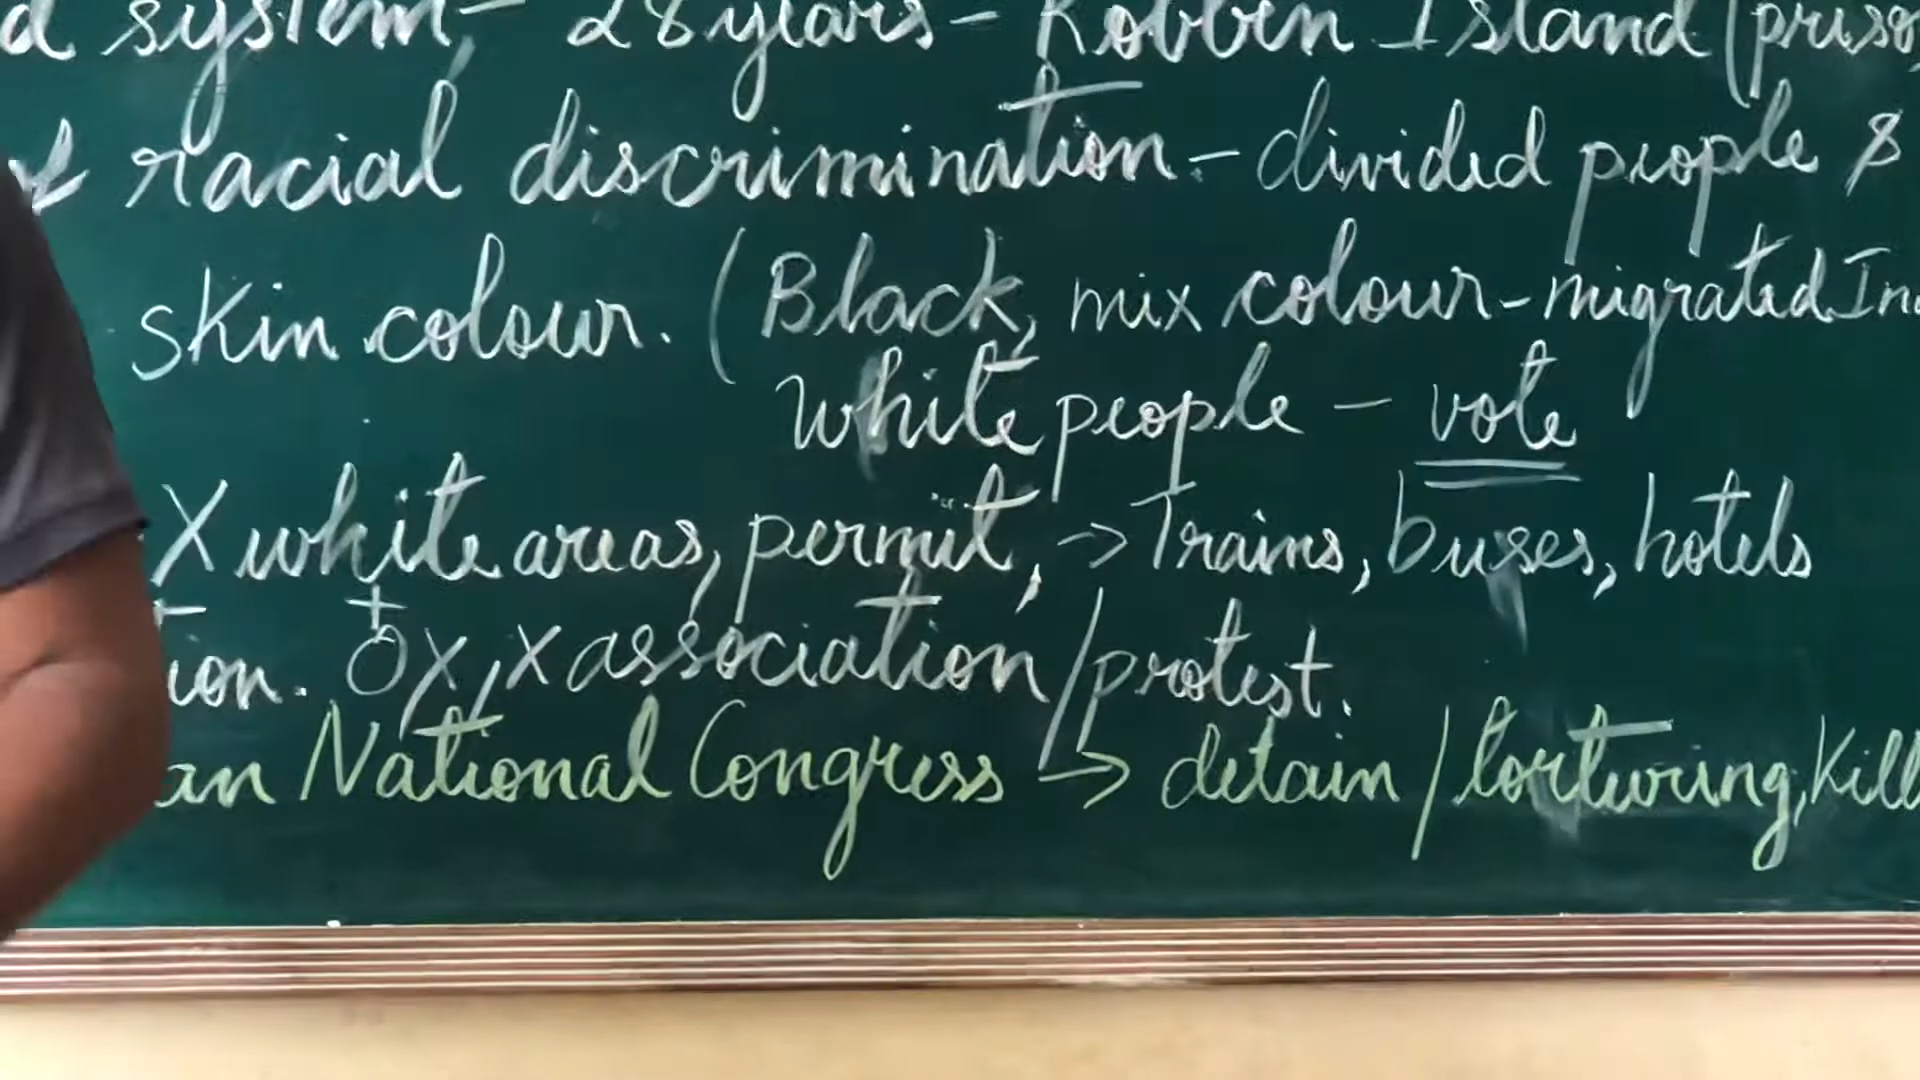 d system, - 28 years - Robben Island (priso
racial discrimination - divided people &
skin colour. (Black, mix colour - migrated In
white people - vote
X white areas, permit, → Trains, buses, hotels
ion. X, X association / protest.
an National Congress → detain / torturing, kill